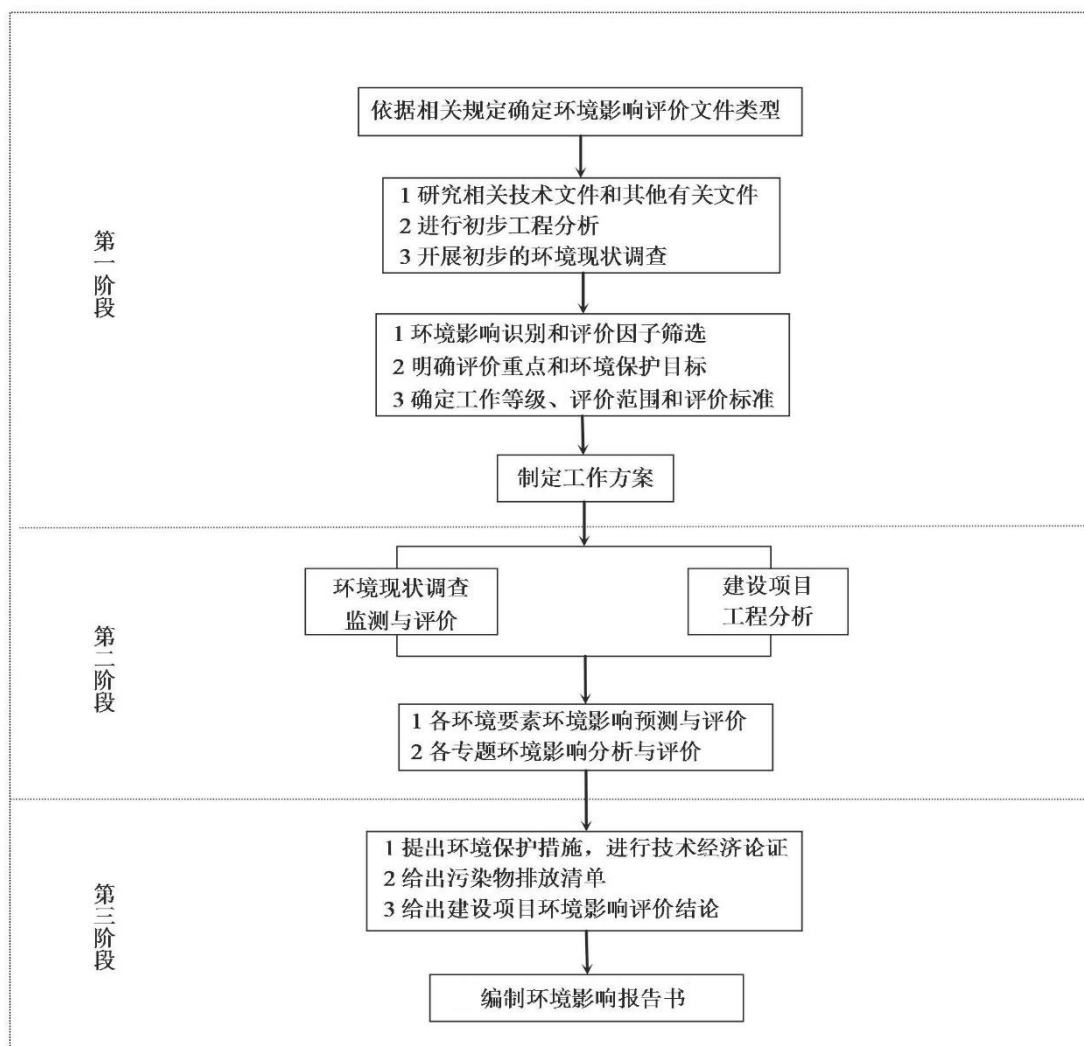 依据相关规定确定环境影响评价文件类型
第一阶段
1 研究相关技术文件和其他有关文件
2 进行初步工程分析
3 开展初步的环境现状调查
1 环境影响识别和评价因子筛选
2 明确评价重点和环境保护目标
3 确定工作等级、评价范围和评价标准
制定工作方案
第二阶段
环境现状调查
监测与评价
建设项目
工程分析
1 各环境要素环境影响预测与评价
2 各专题环境影响分析与评价
第三阶段
1 提出环境保护措施，进行技术经济论证
2 给出污染物排放清单
3 给出建设项目环境影响评价结论
编制环境影响报告书